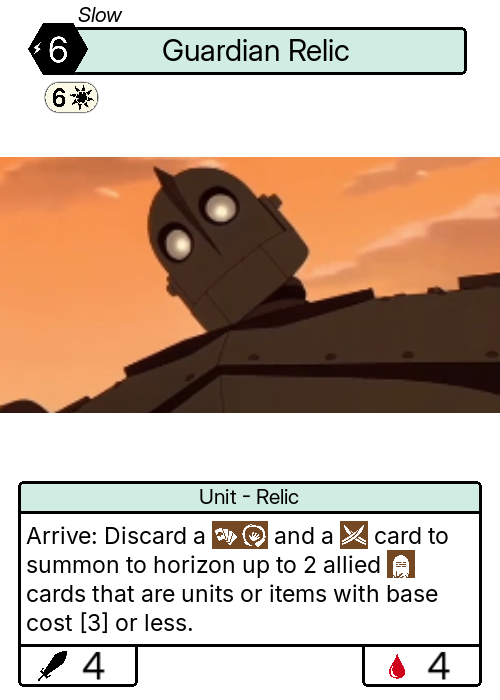 Slow
6
Guardian Relic
6
Unit - Relic
Arrive: Discard a and a card to
summon to horizon up to 2 allied
cards that are units or items with base
cost [3] or less.
4
4